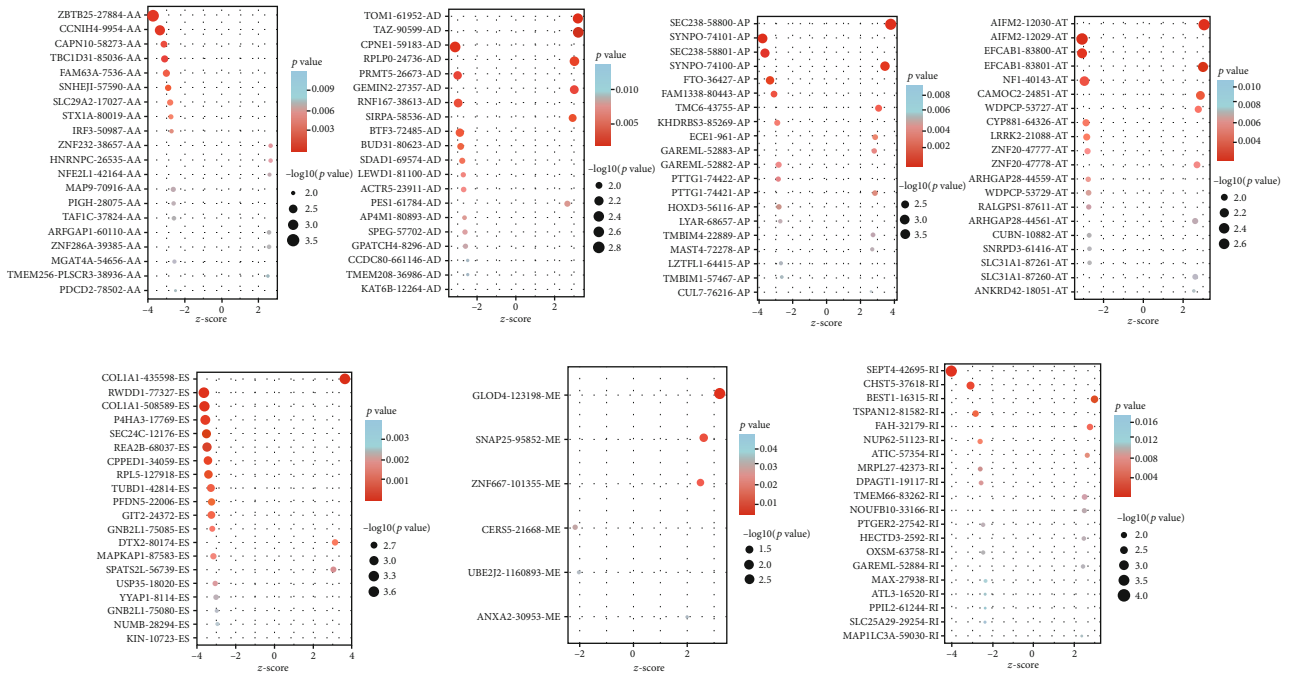 ZBTB25-27884-AA
CCNIH4-9954-AA
CAPN10-58273-AA
TBC1D31-85036-AA
FAM63A-7536-AA
SNHEJI-57590-AA
SLC29A2-17027-AA
STX1A-80019-AA
IRF3-50987-AA
ZNF232-38657-AA
HNRNPC-26535-AA
NFE2L1-42164-AA
MAP9-70916-AA
PIGH-28075-AA
TAF1C-37824-AA
ARFGAP1-60110-AA
ZNF286A-39385-AA
MGAT4A-54656-AA
TMEM256-PLSCR3-38936-AA
PDCD2-78502-AA
−4 −2 0 2
z-score
p value
0.009
0.006
0.003
−log10(p value)
2.0
2.5
3.0
3.5
TOM1-61952-AD
TAZ-90599-AD
CPNE1-59183-AD
RPLP0-24736-AD
PRMT5-26673-AD
GEMIN2-27357-AD
RNF167-38613-AD
SIRPA-58536-AD
BTF3-72485-AD
BUD31-80623-AD
SDAD1-69574-AD
LEWD1-81100-AD
ACTR5-23911-AD
PES1-61784-AD
AP4M1-80893-AD
SPEG-57702-AD
GPATCH4-8296-AD
CCDC80-661146-AD
TMEM208-36986-AD
KAT6B-12264-AD
−2 0 2
z-score
p value
0.010
0.005
−log10(p value)
2.0
2.2
2.4
2.6
2.8
SEC238-58800-AP
SYNPO-74101-AP
SEC238-58801-AP
SYNPO-74100-AP
FTO-36427-AP
FAM1338-80443-AP
TMC6-43755-AP
KHDRBS3-85269-AP
ECE1-961-AP
GAREML-52883-AP
GAREML-52882-AP
PTTG1-74422-AP
PTTG1-74421-AP
HOXD3-56116-AP
LYAR-68657-AP
TMBIM4-22889-AP
MAST4-72278-AP
LZTFL1-64415-AP
TMBIM1-57467-AP
CUL7-76216-AP
−4 −2 0 2 4
z-score
p value
0.008
0.006
0.004
0.002
−log10(p value)
2.5
3.0
3.5
AIFM2-12030-AT
AIFM2-12029-AT
EFCAB1-83800-AT
EFCAB1-83801-AT
NF1-40143-AT
CAMOC2-24851-AT
WDPCP-53727-AT
CYP881-64326-AT
LRRK2-21088-AT
ZNF20-47777-AT
ZNF20-47778-AT
ARHGAP28-44559-AT
WDPCP-53729-AT
RALGPS1-87611-AT
ARHGAP28-44561-AT
CUBN-10882-AT
SNRPD3-61416-AT
SLC31A1-87261-AT
SLC31A1-87260-AT
ANKRD42-18051-AT
−2 0 2
z-score
p value
0.010
0.008
0.006
0.004
−log10(p value)
2.0
2.2
2.4
2.6
COL1A1-435598-ES
RWDD1-77327-ES
COL1A1-508589-ES
P4HA3-17769-ES
SEC24C-12176-ES
REA2B-68037-ES
CPPED1-34059-ES
RPL5-127918-ES
TUBD1-42814-ES
PFDN5-22006-ES
GIT2-24372-ES
GNB2L1-75085-ES
DTX2-80174-ES
MAPKAP1-87583-ES
SPATS2L-56739-ES
USP35-18020-ES
YYAP1-8114-ES
GNB2L1-75080-ES
NUMB-28294-ES
KIN-10723-ES
−4 −2 0 2 4
z-score
p value
0.003
0.002
0.001
−log10(p value)
2.7
3.0
3.3
3.6
GLOD4-123198-ME
SNAP25-95852-ME
ZNF667-101355-ME
CERS5-21668-ME
UBE2J2-1160893-ME
ANXA2-30953-ME
−2 0 2
z-score
p value
0.04
0.03
0.02
0.01
−log10(p value)
1.5
2.0
2.5
SEPT4-42695-RI
CHST5-37618-RI
BEST1-16315-RI
TSPAN12-81582-RI
FAH-32179-RI
NUP62-51123-RI
ATIC-57354-RI
MRPL27-42373-RI
DPAGT1-19117-RI
TMEM66-83262-RI
NOUFB10-33166-RI
PTGER2-27542-RI
HECTD3-2592-RI
OXSM-63758-RI
GAREML-52884-RI
MAX-27938-RI
ATL3-16520-RI
PPIL2-61244-RI
SLC25A29-29254-RI
MAP1LC3A-59030-RI
−4 −2 0 2
z-score
p value
0.016
0.012
0.008
0.004
−log10(p value)
2.0
2.5
3.0
3.5
4.0